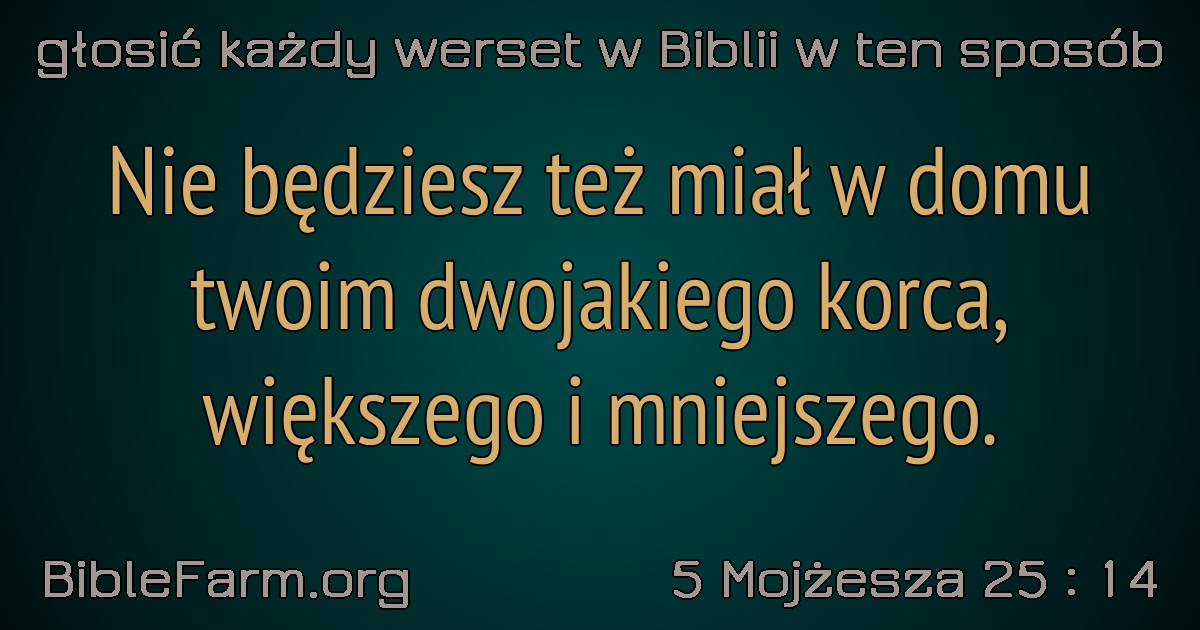 głosić każdy werset w Biblii w ten sposób
Nie będziesz też miał w domu
twoim dwojakiego korca,
większego i mniejszego.
BibleFarm.org
5 Mojżesza 25 : 14